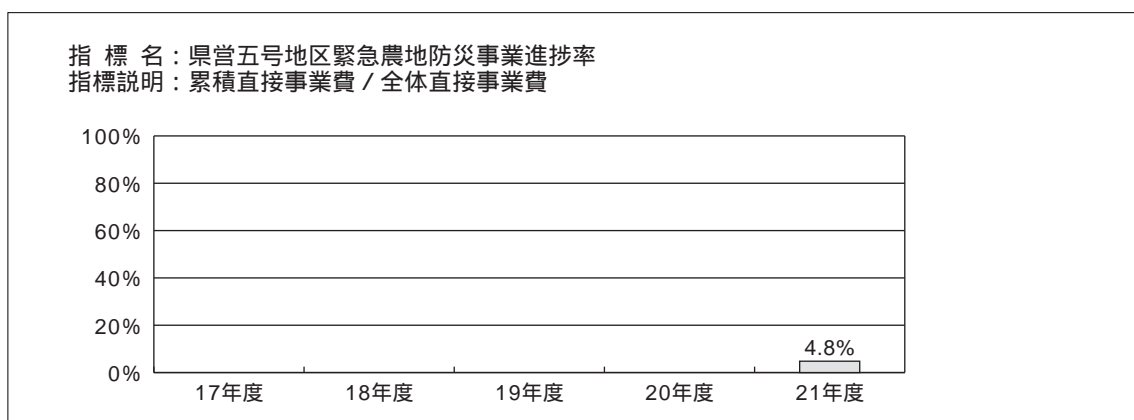 指 標 名：県営五号地区緊急農地防災事業進捗率
指標説明：累積直接事業費 / 全体直接事業費
100%
80%
60%
40%
20%
0%
4.8%
17年度 18年度 19年度 20年度 21年度